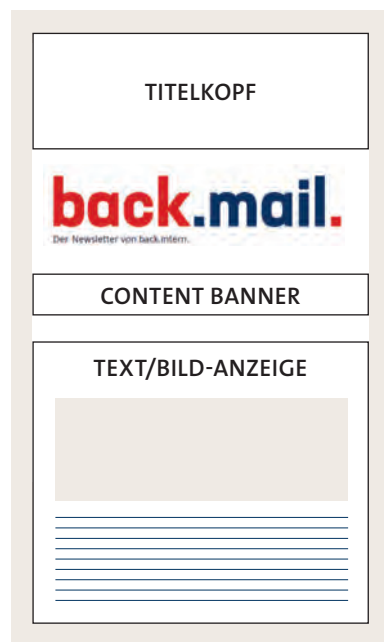 TITELKOPF
back.mail.
Der Newsletter von back.intern.
CONTENT BANNER
TEXT/BILD-ANZEIGE